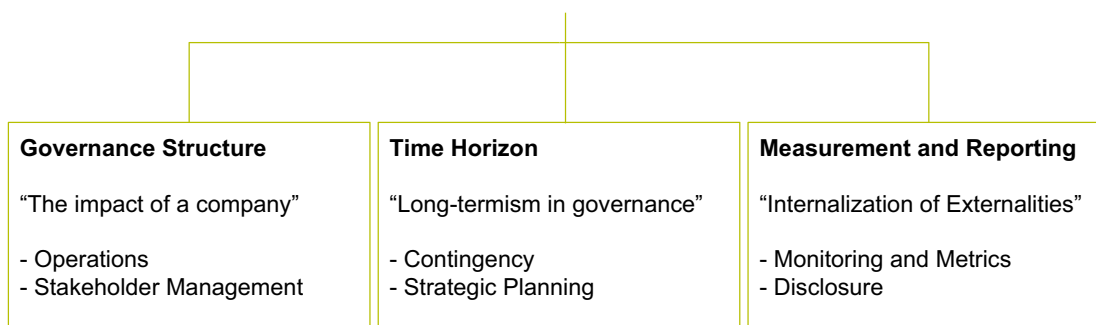 Governance Structure
“The impact of a company”
- Operations
- Stakeholder Management
Time Horizon
“Long-termism in governance”
- Contingency
- Strategic Planning
Measurement and Reporting
“Internalization of Externalities”
- Monitoring and Metrics
- Disclosure